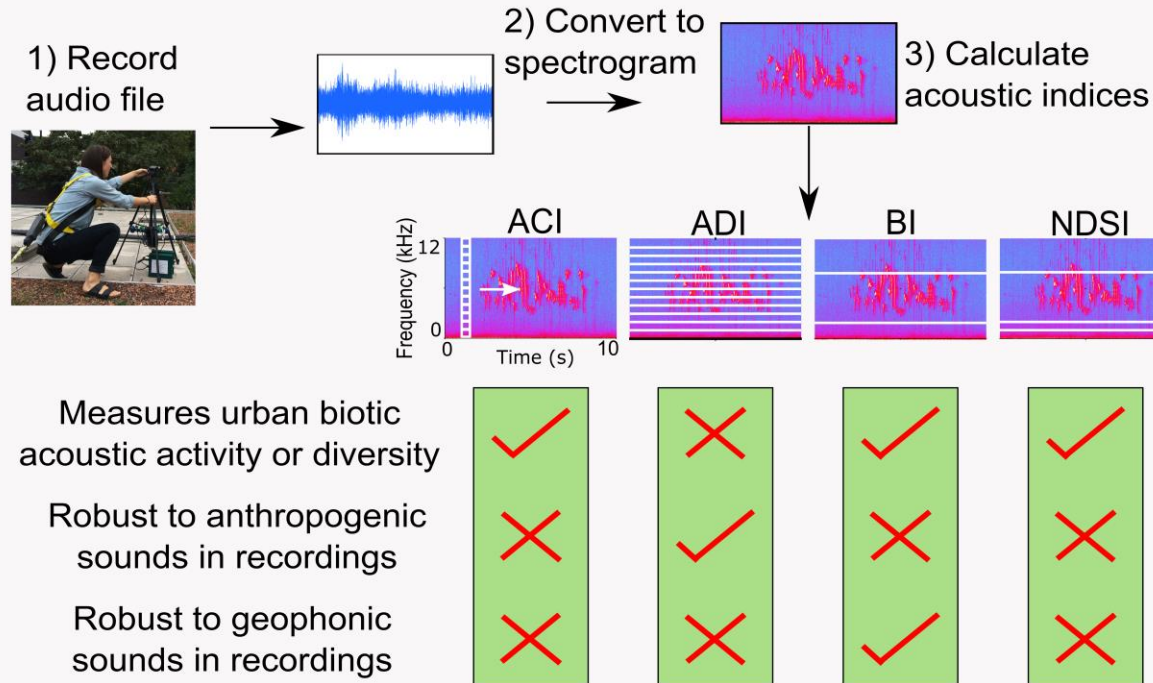 1) Record
audio file
2) Convert to
spectrogram
3) Calculate
acoustic indices
ACI
ADI
BI
NDSI
Frequency (kHz)
12
0
0
10
Time (s)
Measures urban biotic
acoustic activity or diversity
Robust to anthropogenic
sounds in recordings
Robust to geophonic
sounds in recordings